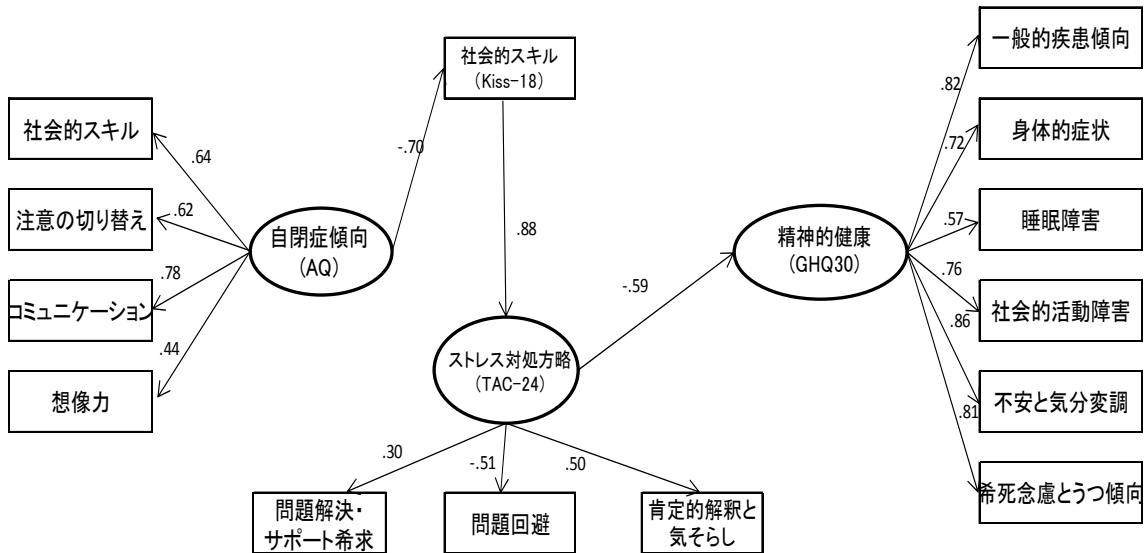 社会的スキル
(Kiss-18)
社会的スキル
注意の切り替え
コミュニケーション
想像力
.64
.62
.78
.44
自閉症傾向
(AQ)
-.70
.88
ストレス対処方略
(TAC-24)
.30
-.51
.50
問題解決・
サポート希求
問題回避
肯定的解釈と
気そらし
-.59
精神的健康
(GHQ30)
.82
.72
.57
.76
.86
.81
一般的疾患傾向
身体的症状
睡眠障害
社会的活動障害
不安と気分変調
希死念慮とうつ傾向